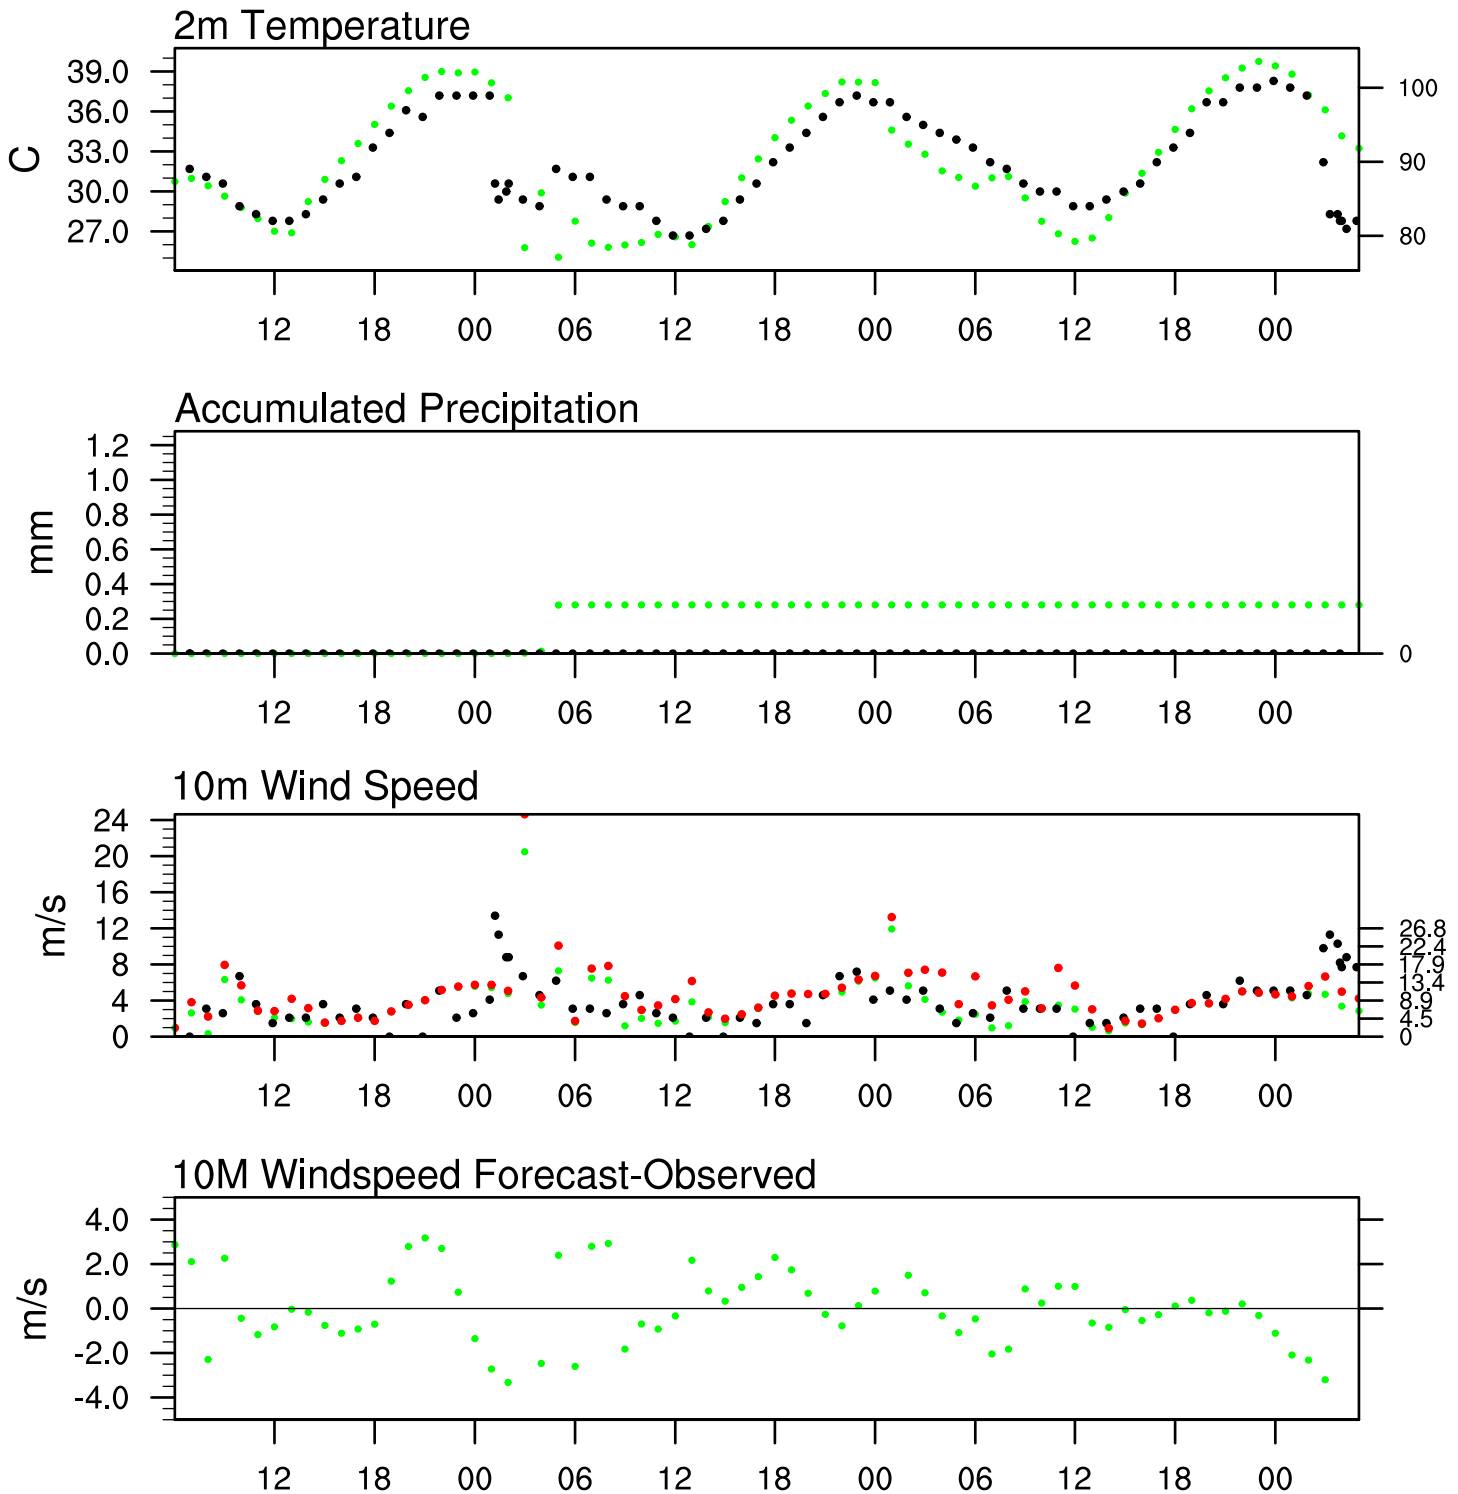 2m Temperature
39.0
36.0
33.0
30.0
27.0
C
100
90
80
12 18 00 06 12 18 00 06 12 18 00
Accumulated Precipitation
1.2
1.0
0.8
0.6
0.4
0.2
0.0
mm
0
12 18 00 06 12 18 00 06 12 18 00
10m Wind Speed
24
20
16
12
8
4
0
m/s
26.8
22.4
17.9
13.4
8.9
4.5
0
12 18 00 06 12 18 00 06 12 18 00
10M Windspeed Forecast-Observed
4.0
2.0
0.0
-2.0
-4.0
m/s
12 18 00 06 12 18 00 06 12 18 00